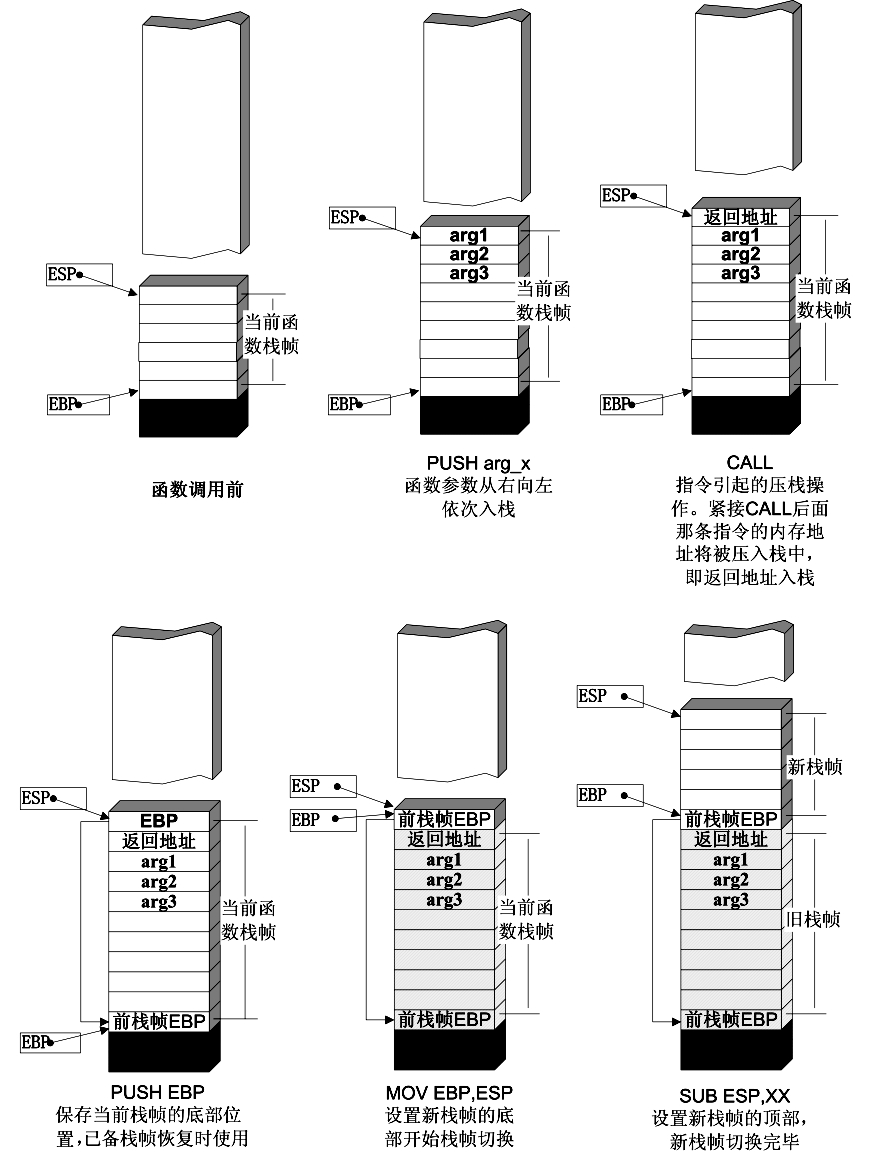 ESP
当前函
数栈帧
EBP
函数调用前
ESP
arg1
arg2
arg3
当前函
数栈帧
EBP
PUSH arg_x
函数参数从右向左
依次入栈
ESP
返回地址
arg1
arg2
arg3
当前函
数栈帧
EBP
CALL
指令引起的压栈操
作。紧接CALL后面
那条指令的内存地
址将被压入栈中，
即返回地址入栈
ESP
EBP
返回地址
arg1
arg2
arg3
当前函
数栈帧
前栈帧EBP
EBP
PUSH EBP
保存当前栈帧的底部位
置，已备栈帧恢复时使用
ESP
EBP
前栈帧EBP
返回地址
arg1
arg2
arg3
当前函
数栈帧
前栈帧EBP
MOV EBP,ESP
设置新栈帧的底
部开始栈帧切换
ESP
新栈帧
EBP
前栈帧EBP
返回地址
arg1
arg2
arg3
旧栈帧
前栈帧EBP
SUB ESP,XX
设置新栈帧的顶部，
新栈帧切换完毕